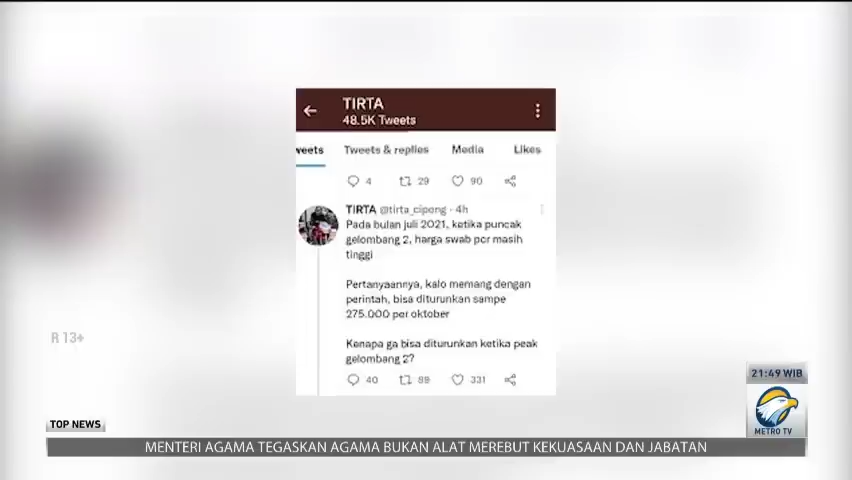 TIRTA
48.5K Tweets
weets Tweets & replies Media Likes
4 29 90
TIRTA @tirta_cipeng - 4h
Pada bulan juli 2021, ketika puncak
gelombang 2, harga swab pcr masih
tinggi
Pertanyaannya, kalo memang dengan
perintah, bisa diturunkan sampe
275.000 per oktober
Kenapa ga bisa diturunkan ketika peak
gelombang 2?
40 89 331
R 13+
21:49 WIB
METRO TV
TOP NEWS
MENTERI AGAMA TEGASKAN AGAMA BUKAN ALAT MEREBUT KEKUASAAN DAN JABATAN